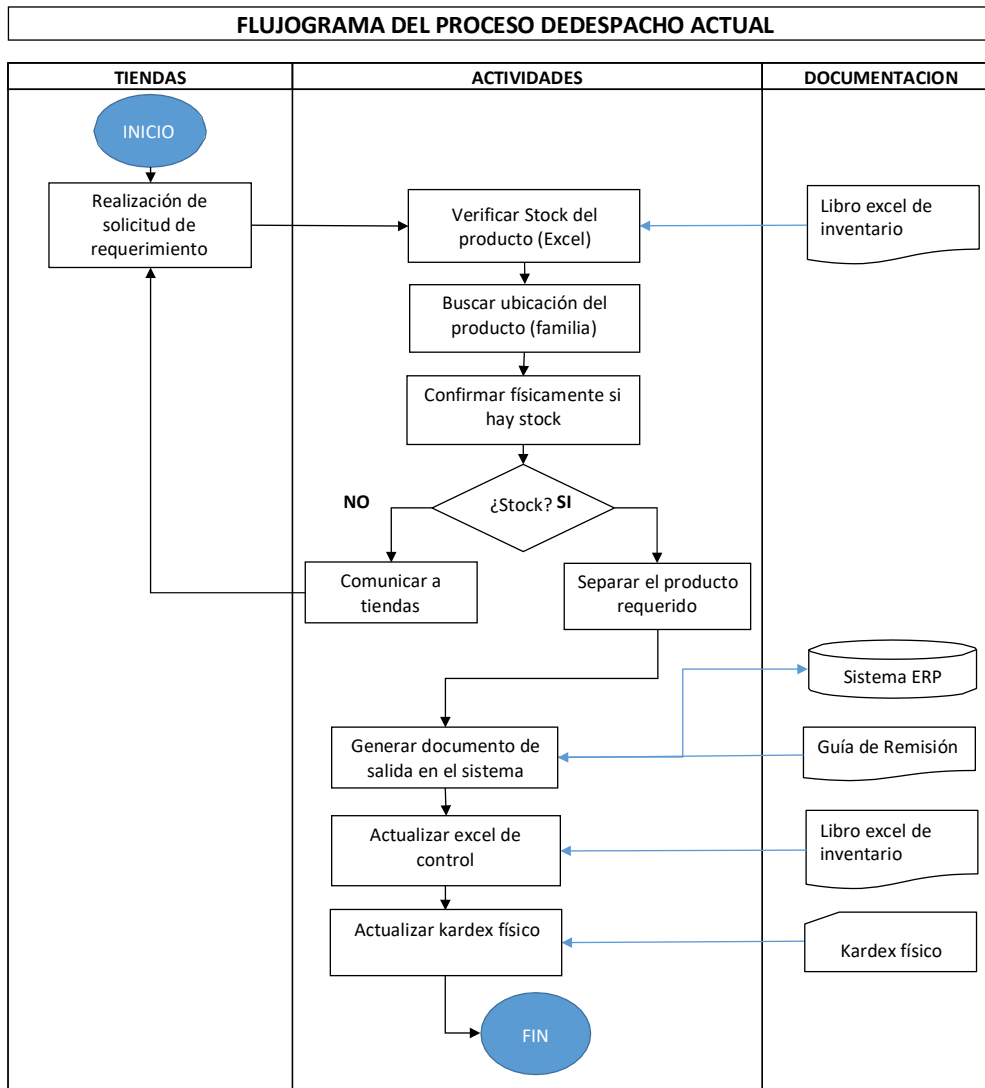 FLUJOGRAMA DEL PROCESO DEDESPACHO ACTUAL
TIENDAS
ACTIVIDADES
DOCUMENTACION
INICIO
Realización de
solicitud de
requerimiento
Verificar Stock del
producto (Excel)
Libro excel de
inventario
Buscar ubicación del
producto (familia)
Confirmar físicamente si
hay stock
NO
¿Stock?
SI
Comunicar a
tiendas
Separar el producto
requerido
Sistema ERP
Generar documento de
salida en el sistema
Guía de Remisión
Actualizar excel de
control
Libro excel de
inventario
Actualizar kardex físico
Kardex físico
FIN